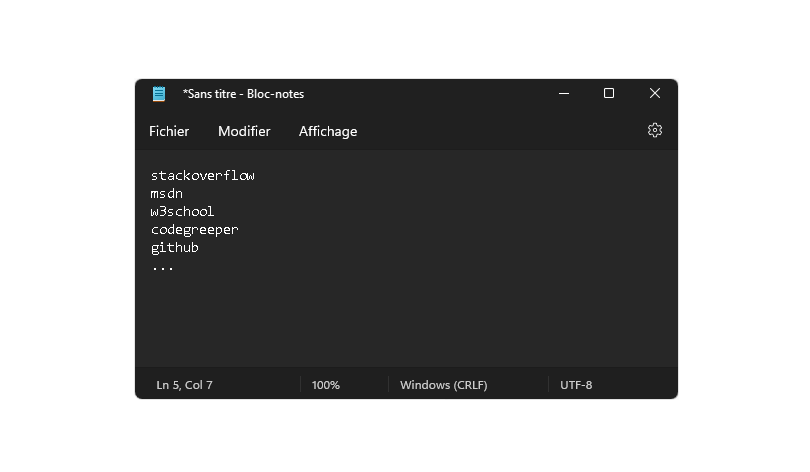 *Sans titre - Bloc-notes
Fichier Modifier Affichage
stackoverflow
msdn
w3school
codegreeper
github
...
Ln 5, Col 7 100% Windows (CRLF) UTF-8